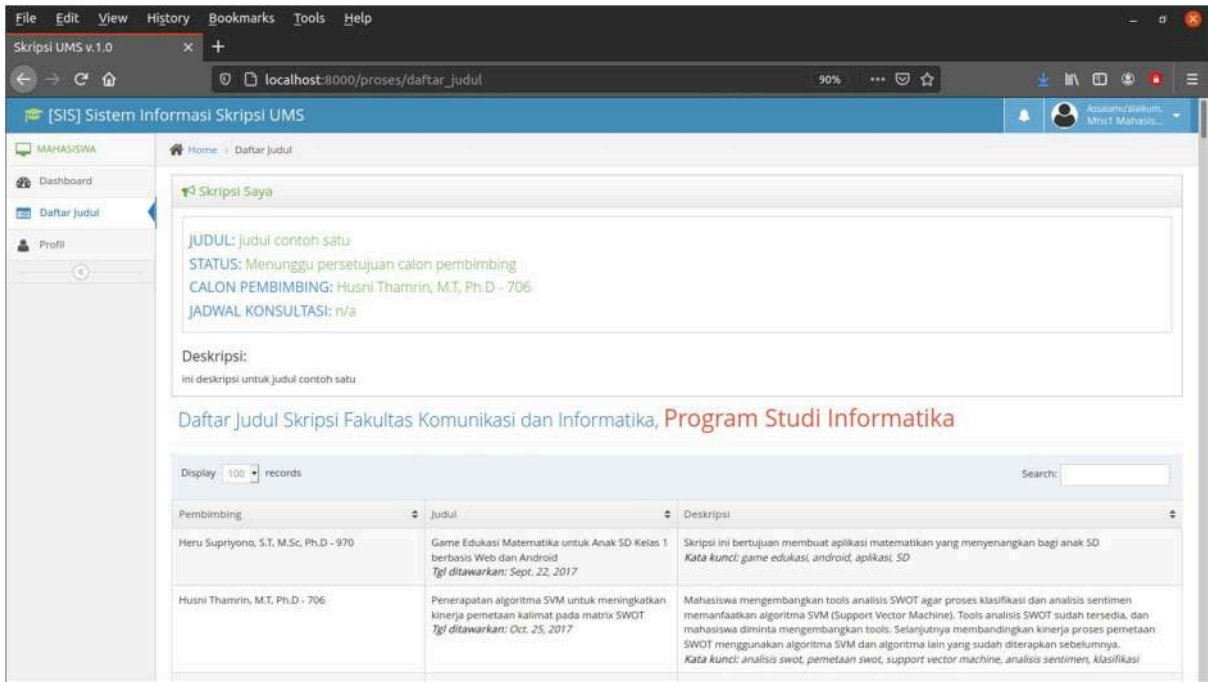 File Edit View History Bookmarks Tools Help
Skripsi UMS v.1.0
localhost:8000/proses/daftar_judul 90%
[SIS] Sistem Informasi Skripsi UMS
Assalamu'alaikum,
Mhs1 Mahasis...
MAHASISWA
Home Daftar Judul
Dashboard
Daftar Judul
Profil
Skripsi Saya
JUDUL: judul contoh satu
STATUS: Menunggu persetujuan calon pembimbing
CALON PEMBIMBING: Husni Thamrin, M.T, Ph.D - 706
JADWAL KONSULTASI: n/a
Deskripsi:
ini deskripsi untuk judul contoh satu
Daftar Judul Skripsi Fakultas Komunikasi dan Informatika, Program Studi Informatika
Display 100 records Search:
Pembimbing Judul Deskripsi
Heru Supriyono, S.T, M.Sc, Ph.D - 970
Game Edukasi Matematika untuk Anak SD Kelas 1
berbasis Web dan Android
Tgl ditawarkan: Sept. 22, 2017
Skripsi ini bertujuan membuat aplikasi matematikan yang menyenangkan bagi anak SD
Kata kunci: game edukasi, android, aplikasi, SD
Husni Thamrin, M.T, Ph.D - 706
Penerapatan algoritma SVM untuk meningkatkan
kinerja pemetaan kalimat pada matrix SWOT
Tgl ditawarkan: Oct. 25, 2017
Mahasiswa mengembangkan tools analisis SWOT agar proses klasifikasi dan analisis sentimen
memanfaatkan algoritma SVM (Support Vector Machine). Tools analisis SWOT sudah tersedia, dan
mahasiswa diminta mengembangkan tools. Selanjutnya membandingkan kinerja proses pemetaan
SWOT menggunakan algoritma SVM dan algoritma lain yang sudah diterapkan sebelumnya.
Kata kunci: analisis swot, pemetaan swot, support vector machine, analisis sentimen, klasifikasi